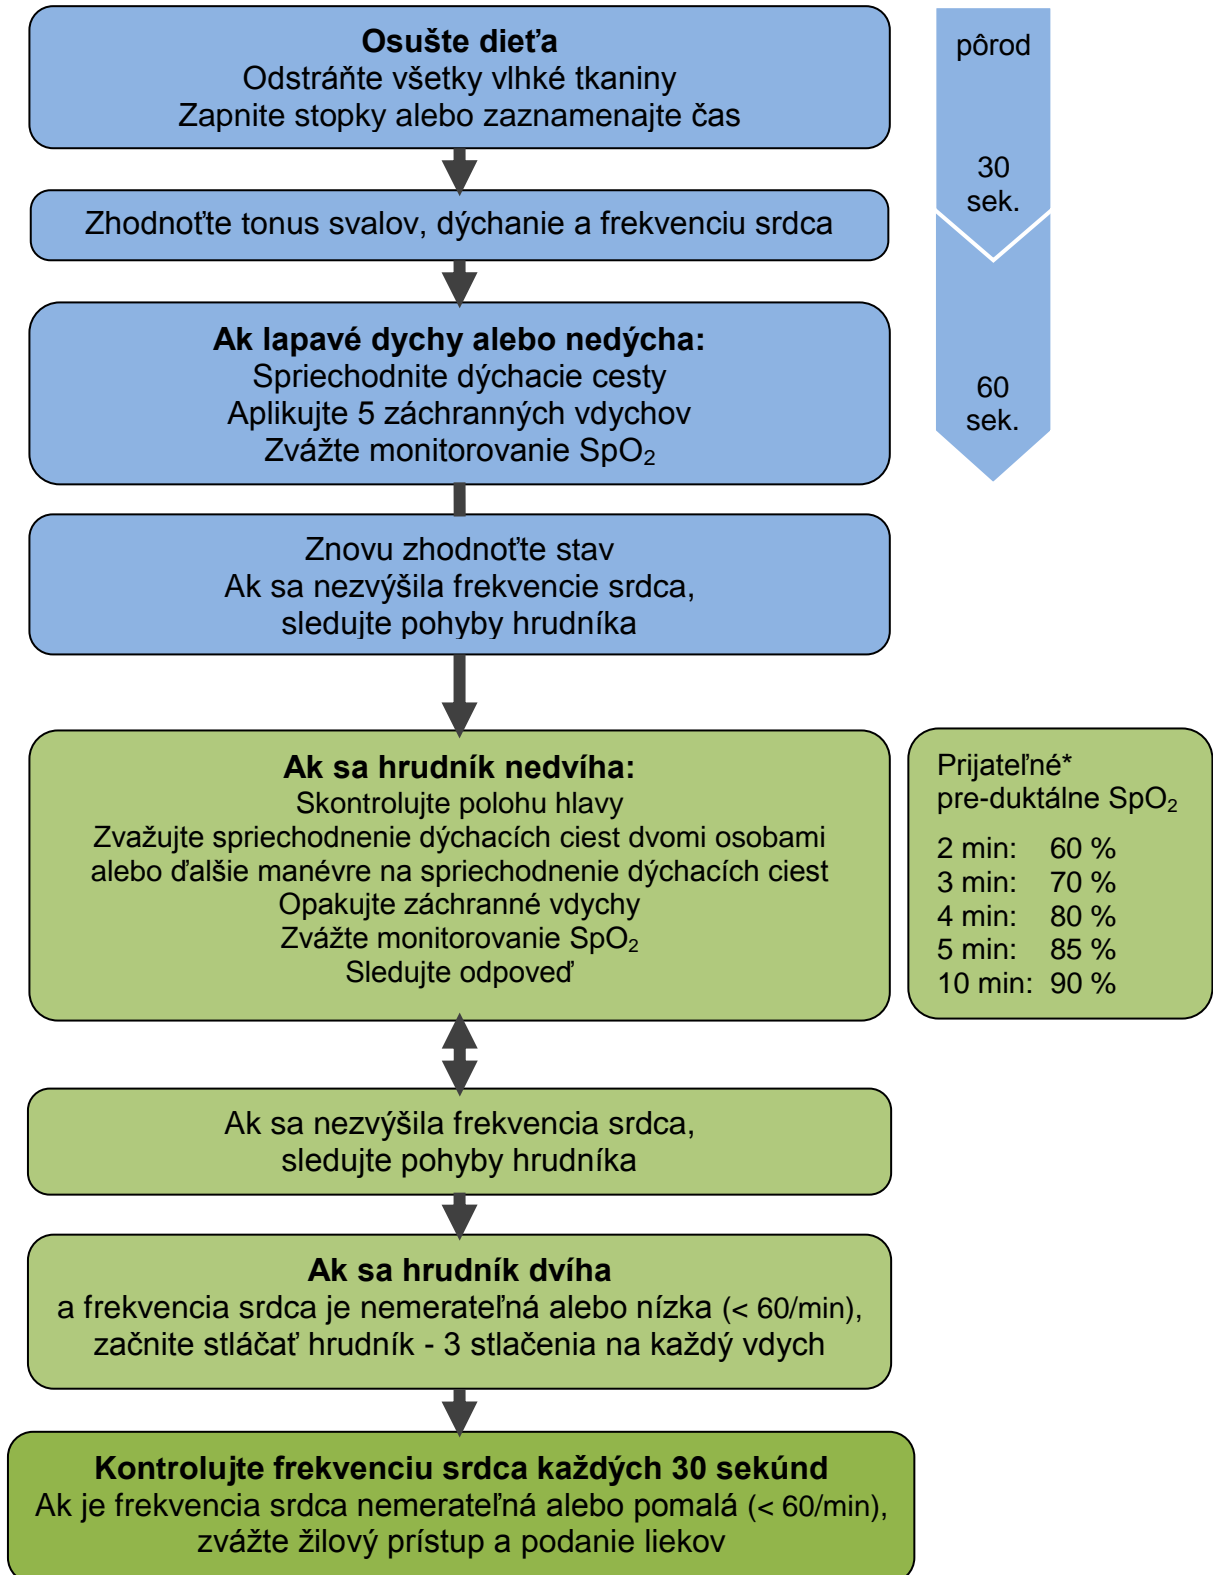 Osušte dieťa
Odstráňte všetky vlhké tkaniny
Zapnite stopky alebo zaznamenajte čas
pôrod
30
sek.
Zhodnoťte tonus svalov, dýchanie a frekvenciu srdca
Ak lapavé dychy alebo nedýcha:
Spriechodnite dýchacie cesty
Aplikujte 5 záchranných vdychov
Zvážte monitorovanie SpO₂
60
sek.
Znovu zhodnoťte stav
Ak sa nezvýšila frekvencie srdca,
sledujte pohyby hrudníka
Ak sa hrudník nedvíha:
Skontrolujte polohu hlavy
Zvažujte spriechodnenie dýchacích ciest dvomi osobami
alebo ďalšie manévre na spriechodnenie dýchacích ciest
Opakujte záchranné vdychy
Zvážte monitorovanie SpO₂
Sledujte odpoveď
Prijateľné*
pre-duktálne SpO₂
2 min: 60 %
3 min: 70 %
4 min: 80 %
5 min: 85 %
10 min: 90 %
Ak sa nezvýšila frekvencia srdca,
sledujte pohyby hrudníka
Ak sa hrudník dvíha
a frekvencia srdca je nemerateľná alebo nízka (< 60/min),
začnite stláčať hrudník - 3 stlačenia na každý vdych
Kontrolujte frekvenciu srdca každých 30 sekúnd
Ak je frekvencia srdca nemerateľná alebo pomalá (< 60/min),
zvážte žilový prístup a podanie liekov